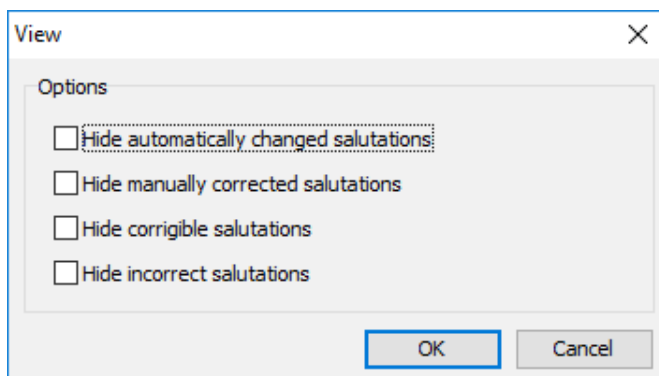 View
Options
Hide automatically changed salutations
Hide manually corrected salutations
Hide corrigible salutations
Hide incorrect salutations
OK Cancel